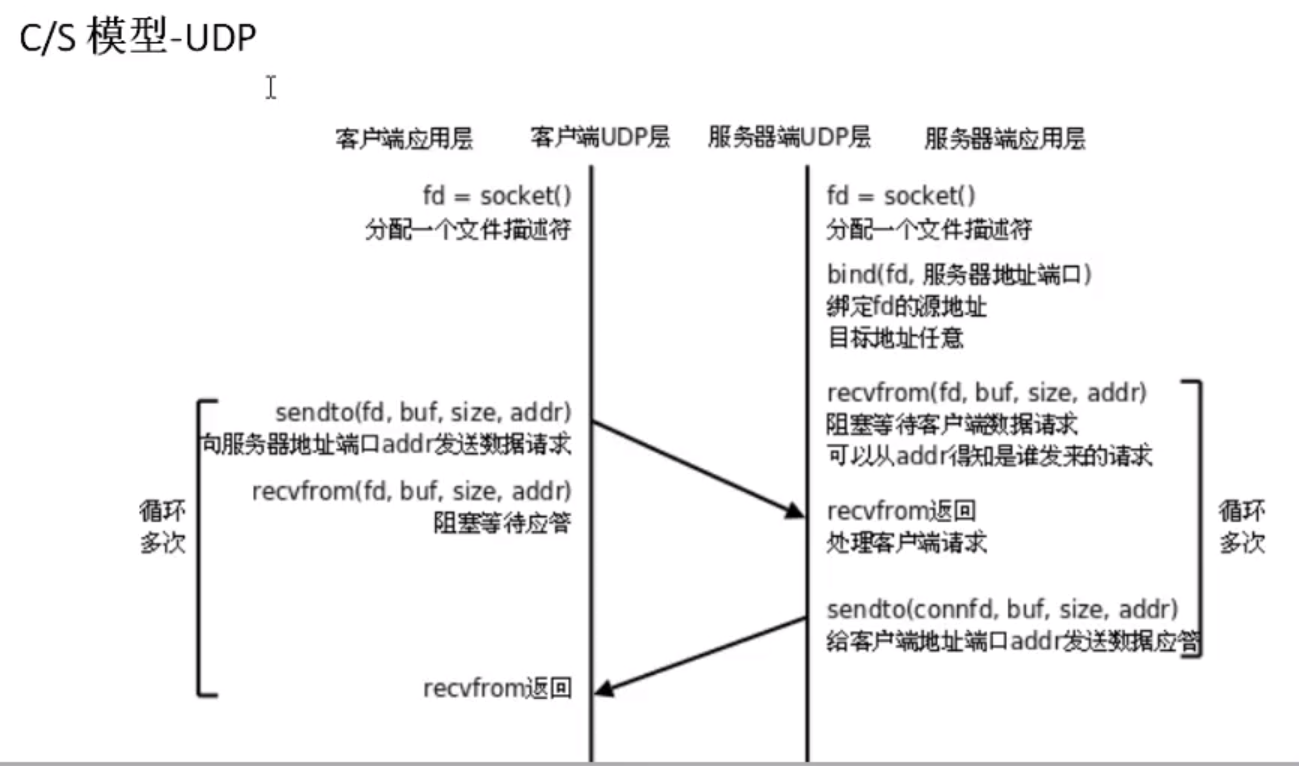 C/S 模型-UDP
客户端应用层 客户端UDP层 服务器端UDP层 服务器端应用层
fd = socket()
分配一个文件描述符
fd = socket()
分配一个文件描述符
bind(fd, 服务器地址端口)
绑定fd的源地址
目标地址任意
sendto(fd, buf, size, addr)
向服务器地址端口addr发送数据请求
recvfrom(fd, buf, size, addr)
阻塞等待应答
循环
多次
recvfrom返回
recvfrom(fd, buf, size, addr)
阻塞等待客户端数据请求
可以从addr得知是谁发来的请求
recvfrom返回
处理客户端请求
循环
多次
sendto(connfd, buf, size, addr)
给客户端地址端口addr发送数据应答